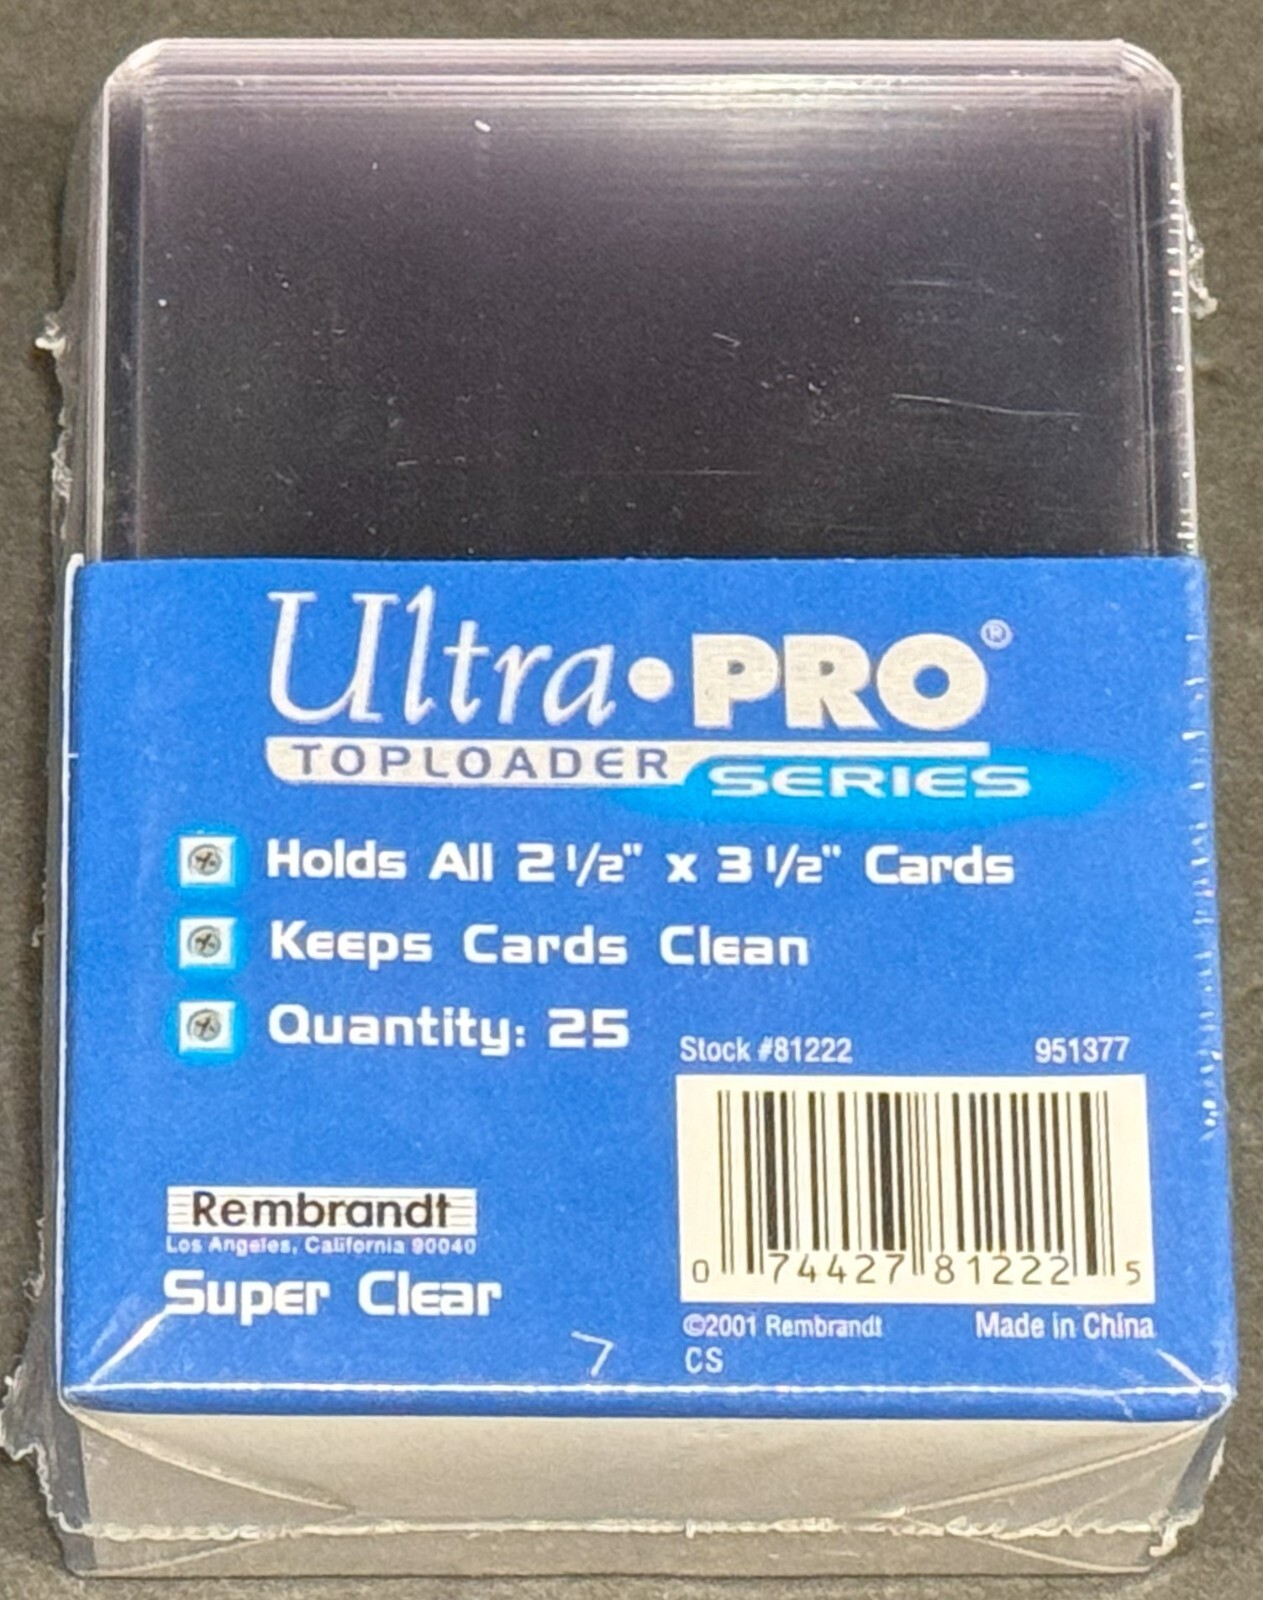 Ultra•PRO®
TOPLOADER SERIES
Holds All 2 1/2" x 3 1/2" Cards
Keeps Cards Clean
Quantity: 25
Stock #81222 951377
0 74427 81222 5
Rembrandt
Los Angeles, California 90040
Super Clear
©2001 Rembrandt Made in China
CS